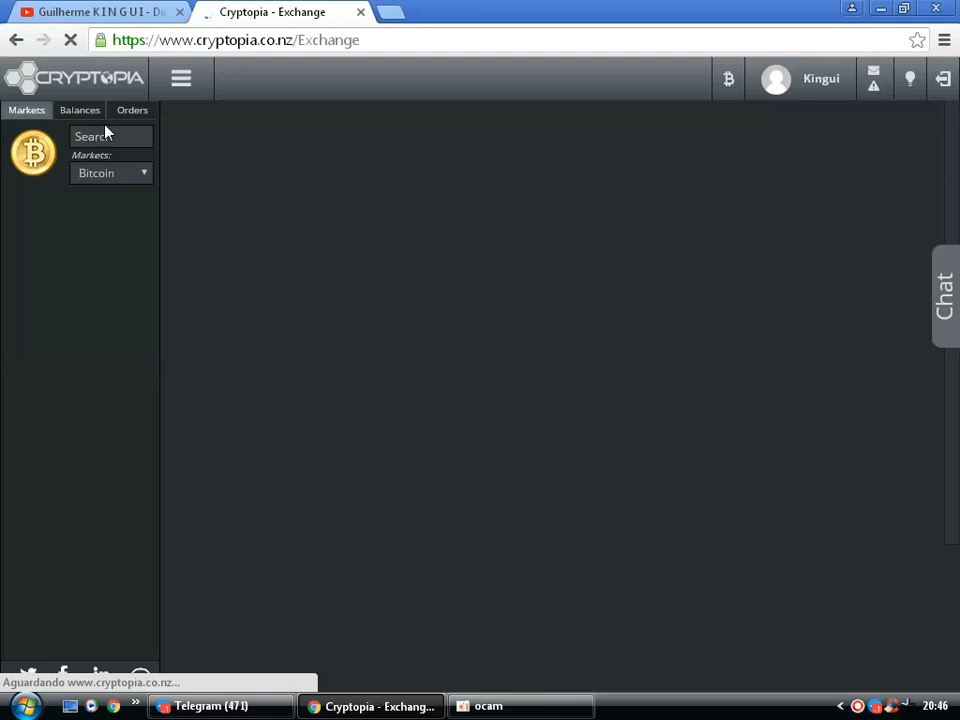 Guilherme K I N G U I - Di
Cryptopia - Exchange
https://www.cryptopia.co.nz/Exchange
CRYPTOPIA
Kingui
Markets Balances Orders
Search
Markets:
Bitcoin
Chat
Aguardando www.cryptopia.co.nz...
Telegram (471)
Cryptopia - Exchang...
ocam
20:46